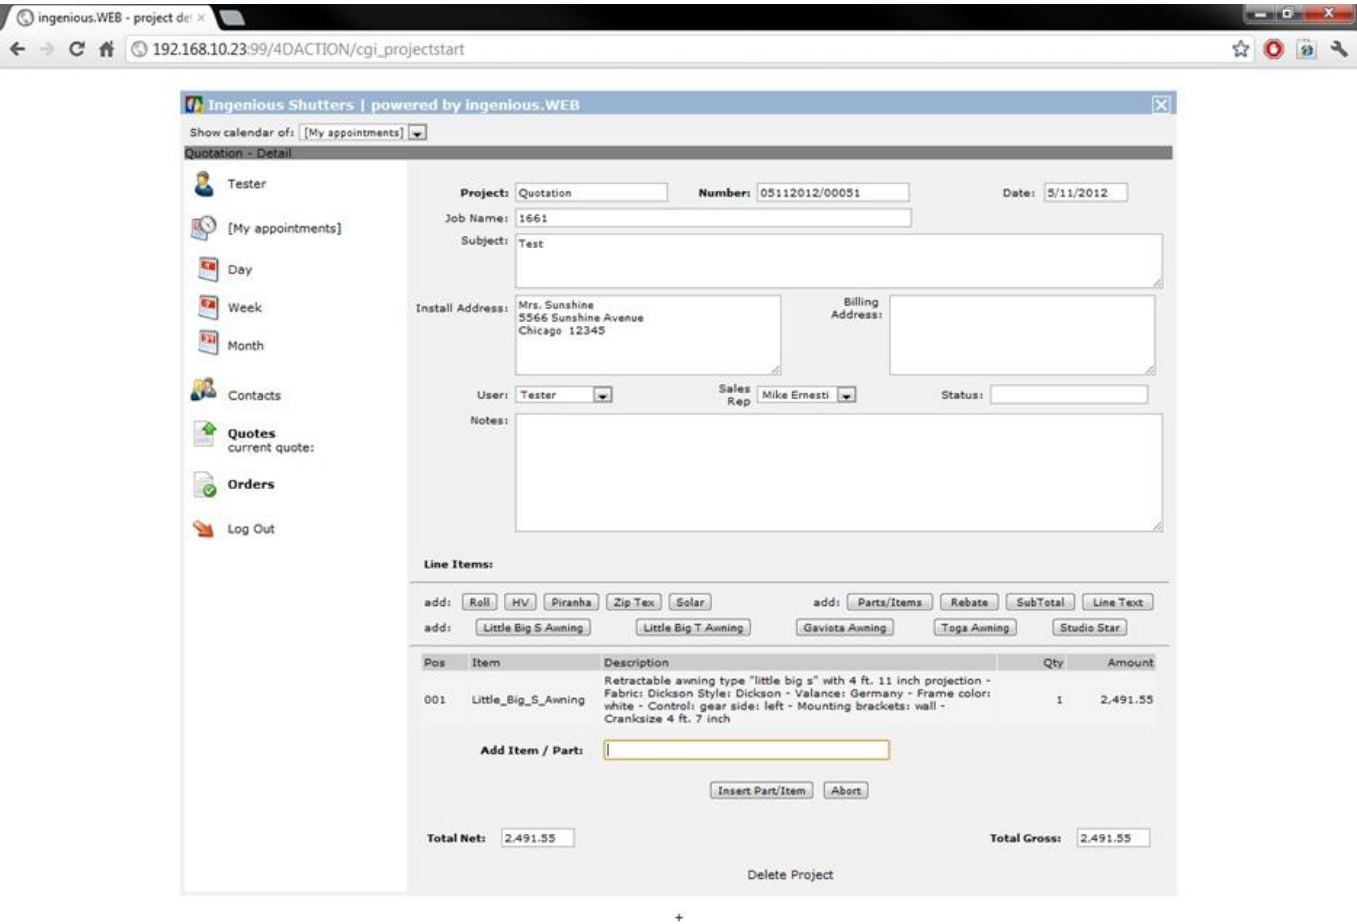 ingenious.WEB - project de
192.168.10.23:99/4DACTION/cgi_projectstart
Ingenious Shutters | powered by ingenious.WEB
Show calendar of: [My appointments]
Quotation - Detail
Tester
[My appointments]
Day
Week
Month
Contacts
Quotes
current quote:
Orders
Log Out
Project: Quotation Number: 05112012/00051 Date: 5/11/2012
Job Name: 1661
Subject: Test
Install Address: Mrs. Sunshine
5566 Sunshine Avenue
Chicago 12345
Billing
Address:
User: Tester Sales Rep Mike Ernesti Status:
Notes:
Line Items:
add: Roll HV Piranha Zip Tex Solar add: Parts/Items Rebate SubTotal Line Text
add: Little Big S Awning Little Big T Awning Gaviota Awning Toga Awning Studio Star
Pos Item Description Qty Amount
001 Little_Big_S_Awning Retractable awning type "little big s" with 4 ft. 11 inch projection -
Fabric: Dickson Style: Dickson - Valance: Germany - Frame color:
white - Control: gear side: left - Mounting brackets: wall -
Cranksize 4 ft. 7 inch
1 2,491.55
Add Item / Part:
Insert Part/Item Abort
Total Net: 2,491.55 Total Gross: 2,491.55
Delete Project
+